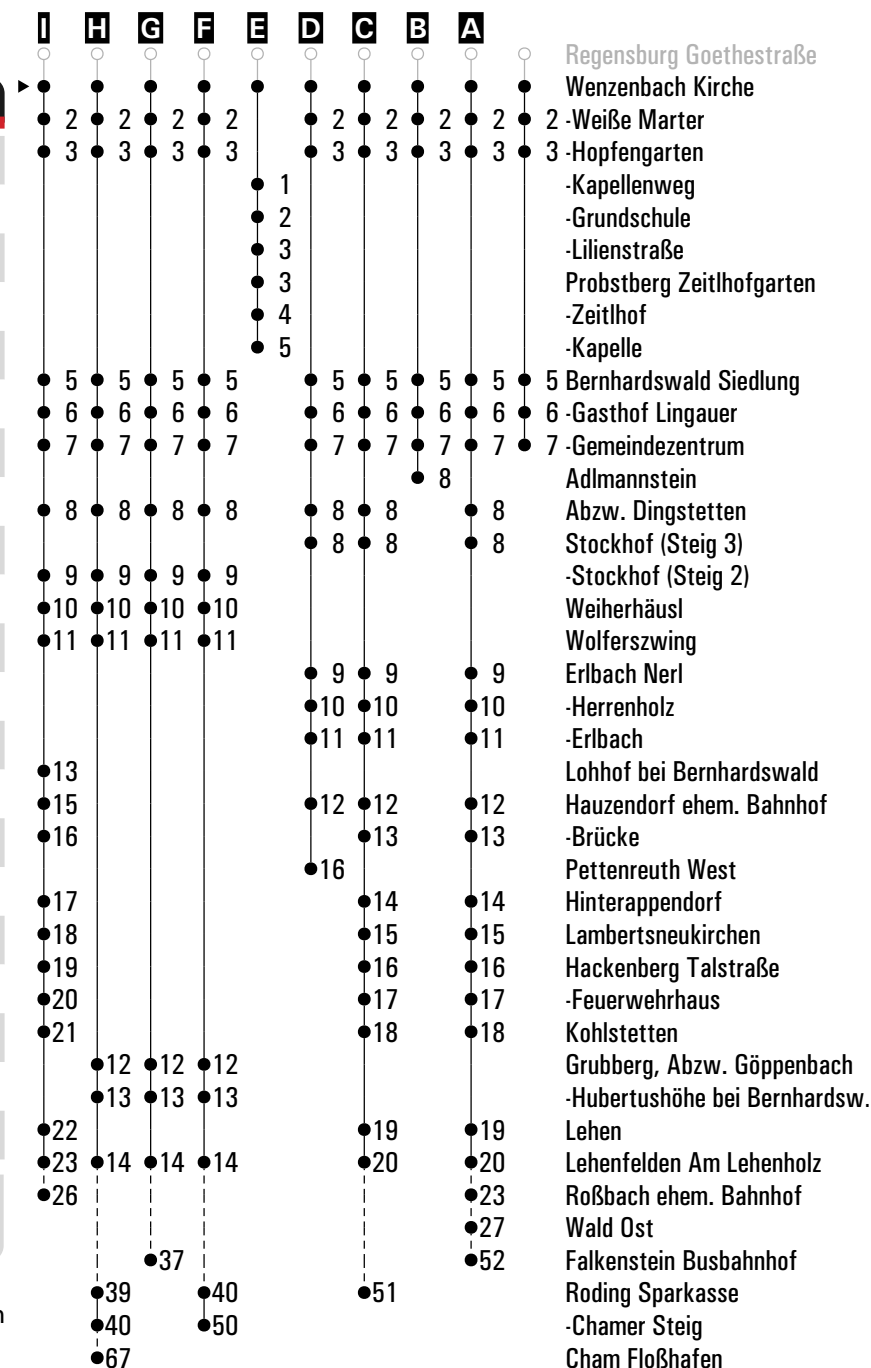 I H G F E D C B A
Regensburg Goethestraße
Wenzenbach Kirche
2 2 2 2 2 2 2 2 2 -Weiße Marter
3 3 3 3 3 3 3 3 3 -Hopfengarten
1 -Kapellenweg
2 -Grundschule
3 -Lilienstraße
3 Probstberg Zeitlhofgarten
4 -Zeitlhof
5 -Kapelle
5 5 5 5 5 5 5 5 5 Bernhardswald Siedlung
6 6 6 6 6 6 6 6 6 -Gasthof Lingauer
7 7 7 7 7 7 7 7 7 -Gemeindezentrum
8 Adlmannstein
8 8 8 8 8 8 8 Abzw. Dingstetten
8 8 8 Stockhof (Steig 3)
9 9 9 9 -Stockhof (Steig 2)
10 10 10 10 Weiherhäusl
11 11 11 11 Wolferszwing
9 9 9 Erlbach Nerl
10 10 10 -Herrenholz
11 11 11 -Erlbach
13 Lohhof bei Bernhardswald
15 12 12 12 Hauzendorf ehem. Bahnhof
16 13 13 -Brücke
16 Pettenreuth West
17 14 14 Hinterappendorf
18 15 15 Lambertsneukirchen
19 16 16 Hackenberg Talstraße
20 17 17 -Feuerwehrhaus
21 18 18 Kohlstetten
12 12 12 Grubberg, Abzw. Göppenbach
13 13 13 -Hubertushöhe bei Bernhardsw.
22 19 19 Lehen
23 14 14 14 20 20 Lehenfelden Am Lehenholz
26 23 Roßbach ehem. Bahnhof
27 Wald Ost
37 52 Falkenstein Busbahnhof
39 40 51 Roding Sparkasse
40 50 -Chamer Steig
67 Cham Floßhafen